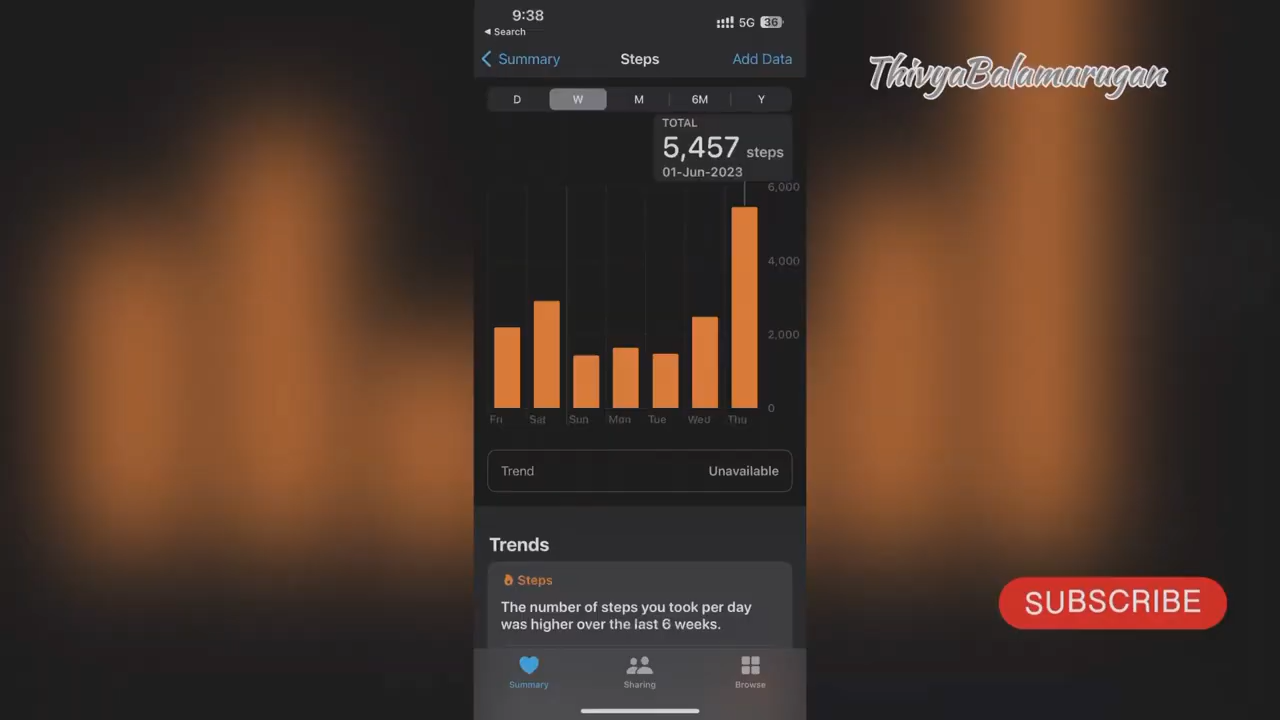 9:38
5G 36
◄ Search
Summary
Steps
Add Data
D W M 6M Y
TOTAL
5,457 steps
01-Jun-2023
6,000
4,000
2,000
0
Fri Sat Sun Mon Tue Wed Thu
Trend Unavailable
Trends
Steps
The number of steps you took per day
was higher over the last 6 weeks.
Summary Sharing Browse
ThivyaBalamurugan
SUBSCRIBE